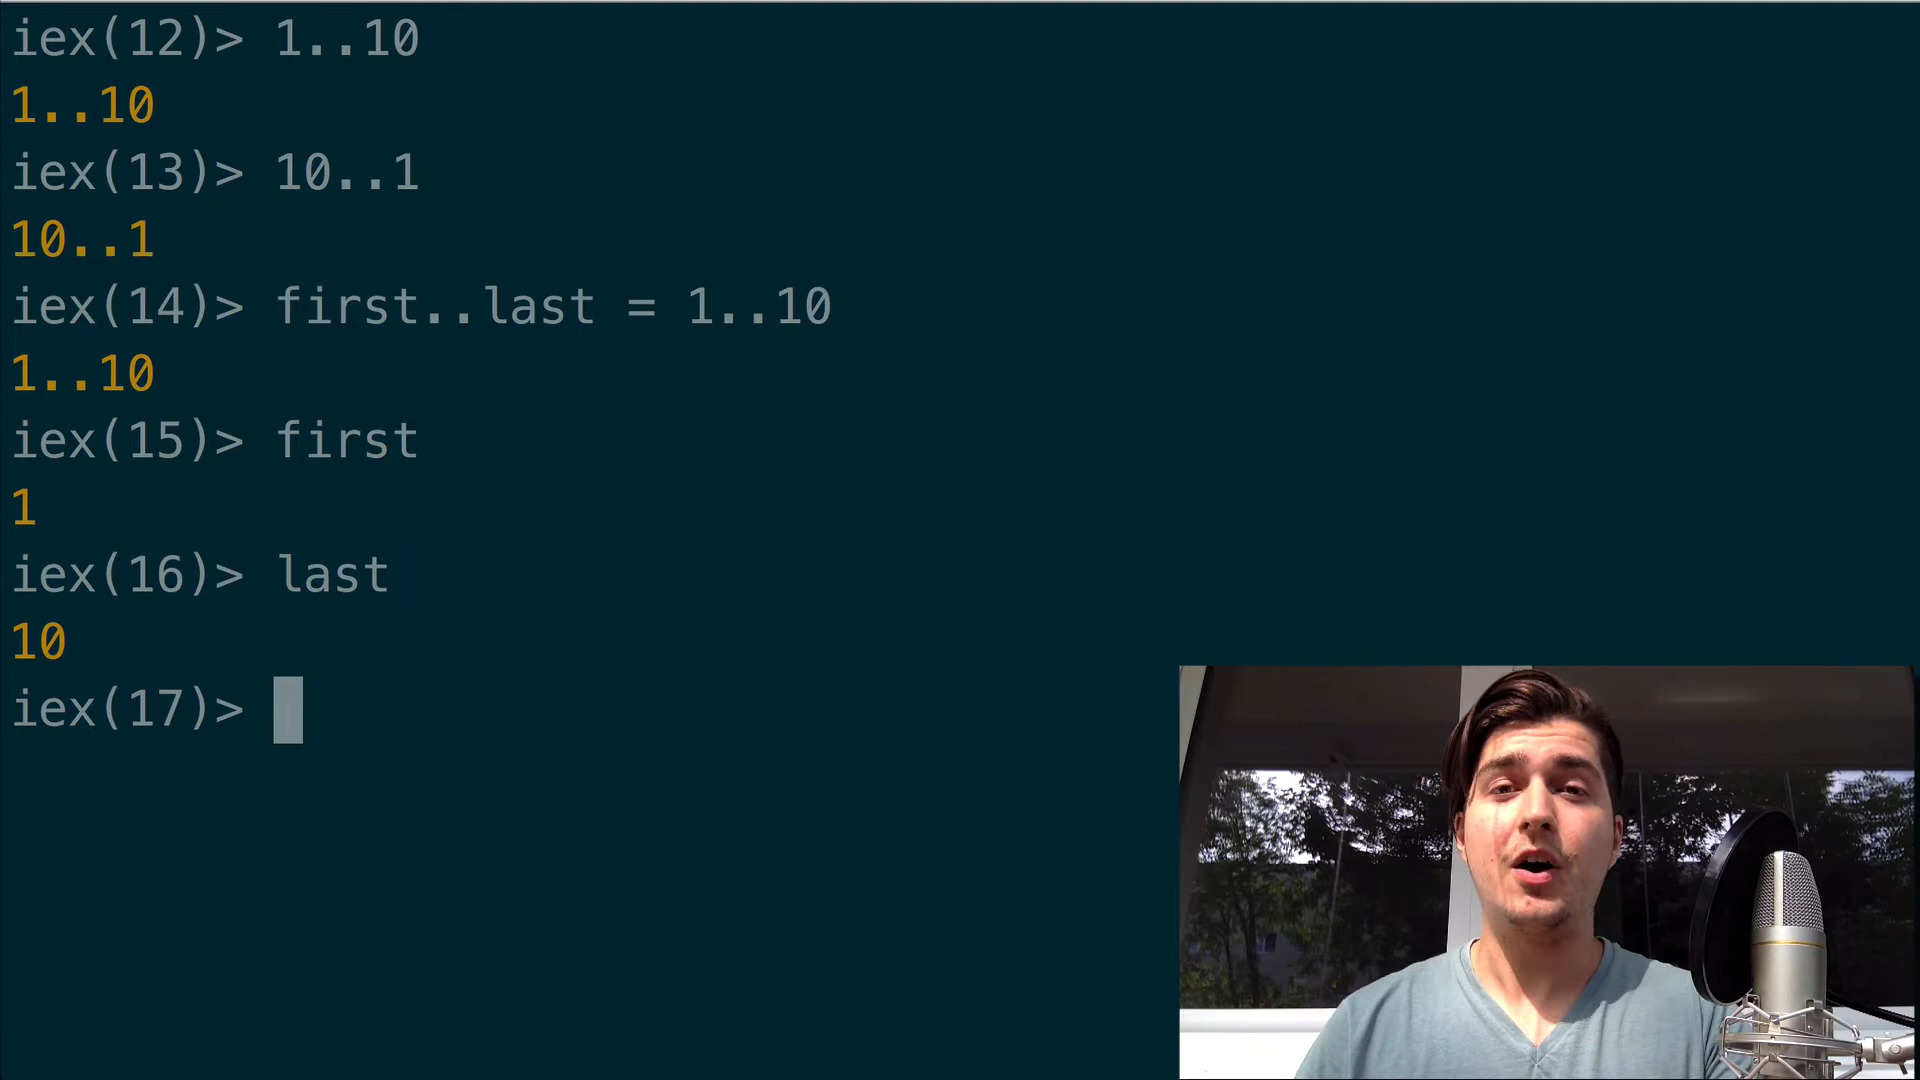 iex(12)> 1..10
1..10
iex(13)> 10..1
10..1
iex(14)> first..last = 1..10
1..10
iex(15)> first
1
iex(16)> last
10
iex(17)>